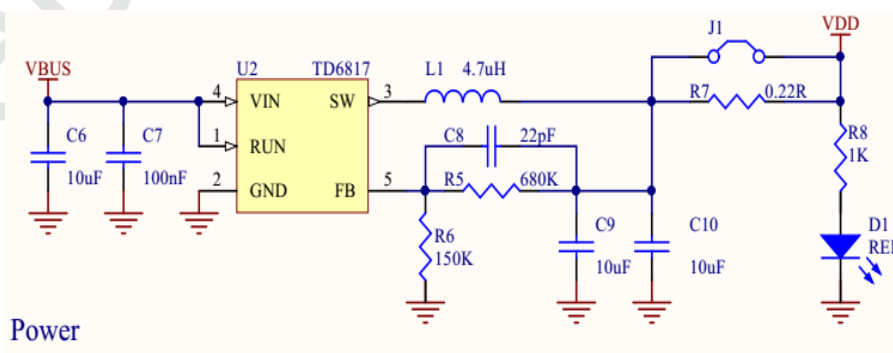 J1
VDD
VBUS
U2 TD6817
L1 4.7uH
R7 0.22R
4 VIN SW 3
C6 C7
1 RUN
C8 22pF
R8
1K
10uF 100nF
2 GND FB 5
R5 680K
R6
150K
C9 C10
D1
10uF 10uF
Power